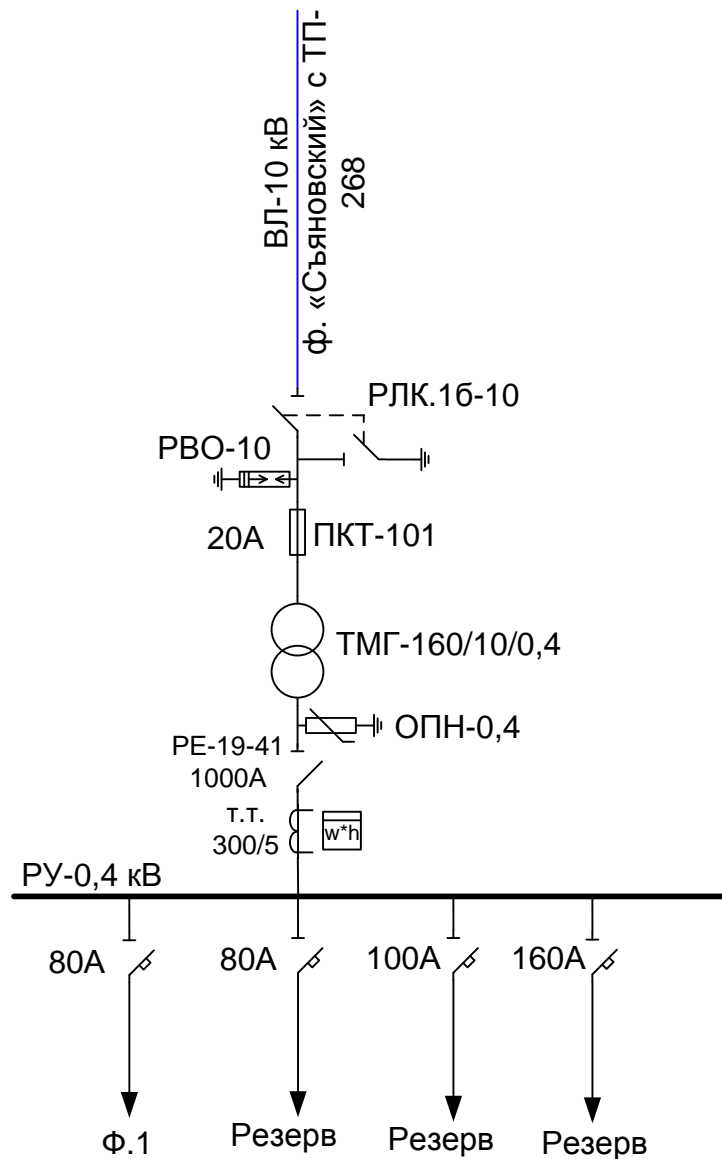 ВЛ-10 кВ
ф. «Съяновский» с ТП-
268
РЛК.1б-10
РВО-10
20А
ПКТ-101
ТМГ-160/10/0,4
ОПН-0,4
РЕ-19-41
1000А
т.т.
300/5
w*h
РУ-0,4 кВ
80А
80А
100А
160А
Ф.1
Резерв
Резерв
Резерв